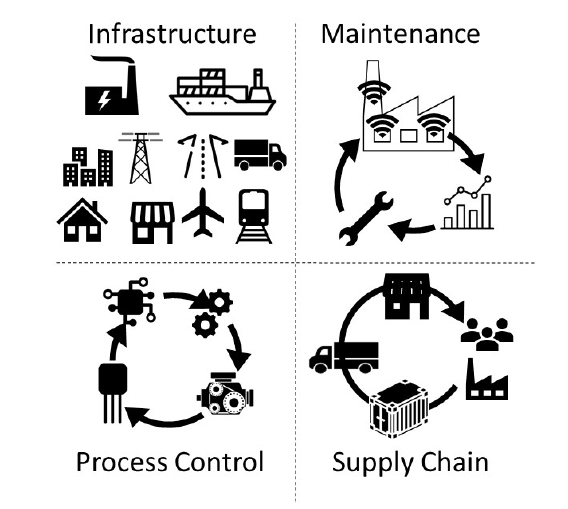 Infrastructure
Maintenance
Process Control
Supply Chain